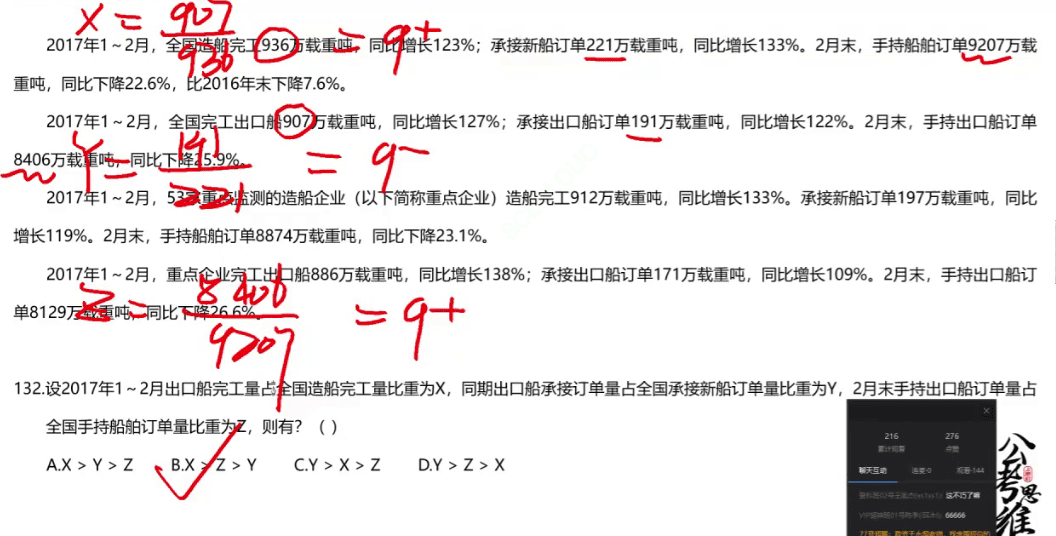 X = 907/936 = 9+
2017年1～2月，全国造船完工936万载重吨，同比增长123%；承接新船订单221万载重吨，同比增长133%。2月末，手持船舶订单9207万载
重吨，同比下降22.6%，比2016年末下降7.6%。
2017年1～2月，全国完工出口船907万载重吨，同比增长127%；承接出口船订单191万载重吨，同比增长122%。2月末，手持出口船订单
8406万载重吨，同比下降25.9%。
Y = 191/221 = 9-
2017年1～2月，53家重点监测的造船企业（以下简称重点企业）造船完工912万载重吨，同比增长133%。承接新船订单197万载重吨，同比
增长119%。2月末，手持船舶订单8874万载重吨，同比下降23.1%。
2017年1～2月，重点企业完工出口船886万载重吨，同比增长138%；承接出口船订单171万载重吨，同比增长109%。2月末，手持出口船订
单8129万载重吨，同比下降26.6%。
Z = 8406/9207 = 9+
132.设2017年1～2月出口船完工量占全国造船完工量比重为X，同期出口船承接订单量占全国承接新船订单量比重为Y，2月末手持出口船订单量占
全国手持船舶订单量比重为Z，则有？（ ）
A.X > Y > Z B.X > Z > Y C.Y > X > Z D.Y > Z > X
216 276
累计观看 点赞
聊天互动 连麦·0 观看·144
这不巧了嘛
66666
公考思维